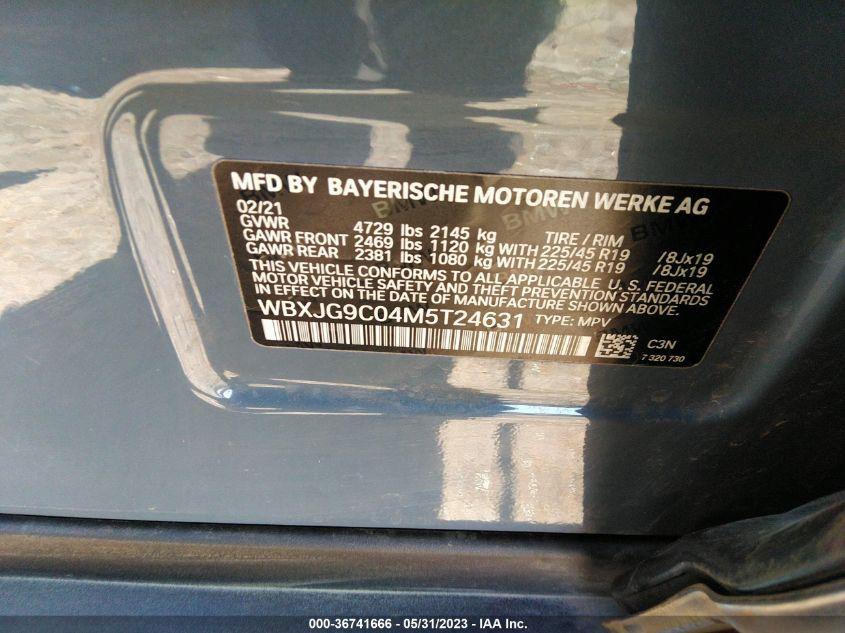 MFD BY BAYERISCHE MOTOREN WERKE AG
02/21
GVWR 4729 lbs 2145 kg TIRE / RIM
GAWR FRONT 2469 lbs 1120 kg WITH 225/45 R19 /8Jx19
GAWR REAR 2381 lbs 1080 kg WITH 225/45 R19 /8Jx19
THIS VEHICLE CONFORMS TO ALL APPLICABLE U. S. FEDERAL
MOTOR VEHICLE SAFETY AND THEFT PREVENTION STANDARDS
IN EFFECT ON THE DATE OF MANUFACTURE SHOWN ABOVE.
WBXJG9C04M5T24631 TYPE: MPV
C3N
7 320 730
000-36741666 - 05/31/2023 - IAA Inc.